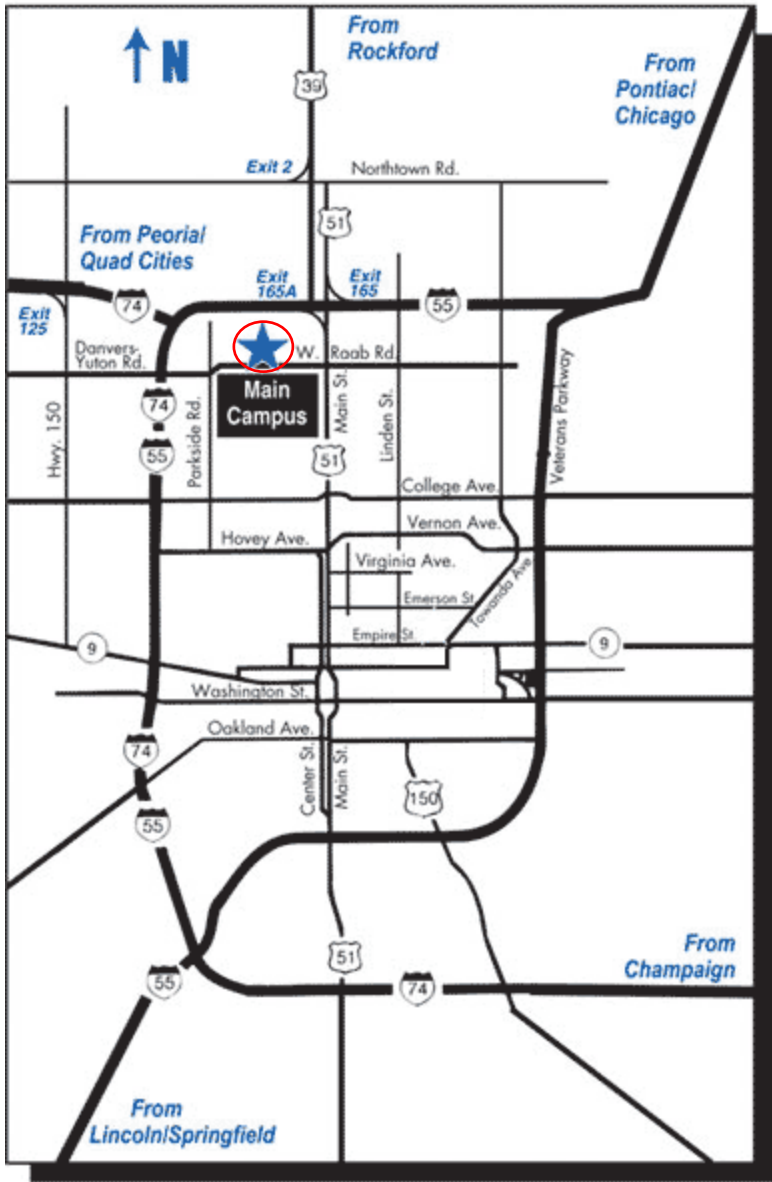 N
From
Rockford
From
Pontiac/
Chicago
39
Exit 2
Northtown Rd.
51
From Peoria/
Quad Cities
Exit
165A
Exit
165
74
55
Exit
125
Danvers-
Yuton Rd.
W. Raab Rd.
Main
Campus
74
55
Hwy. 150
Parkside Rd.
Main St.
51
Linden St.
Veterans Parkway
College Ave.
Vernon Ave.
Hovey Ave.
Virginia Ave.
Emerson St.
Towanda Ave.
Empire St.
9
9
Washington St.
Oakland Ave.
74
55
Center St.
Main St.
150
From
Champaign
51
55
74
From
Lincoln/Springfield